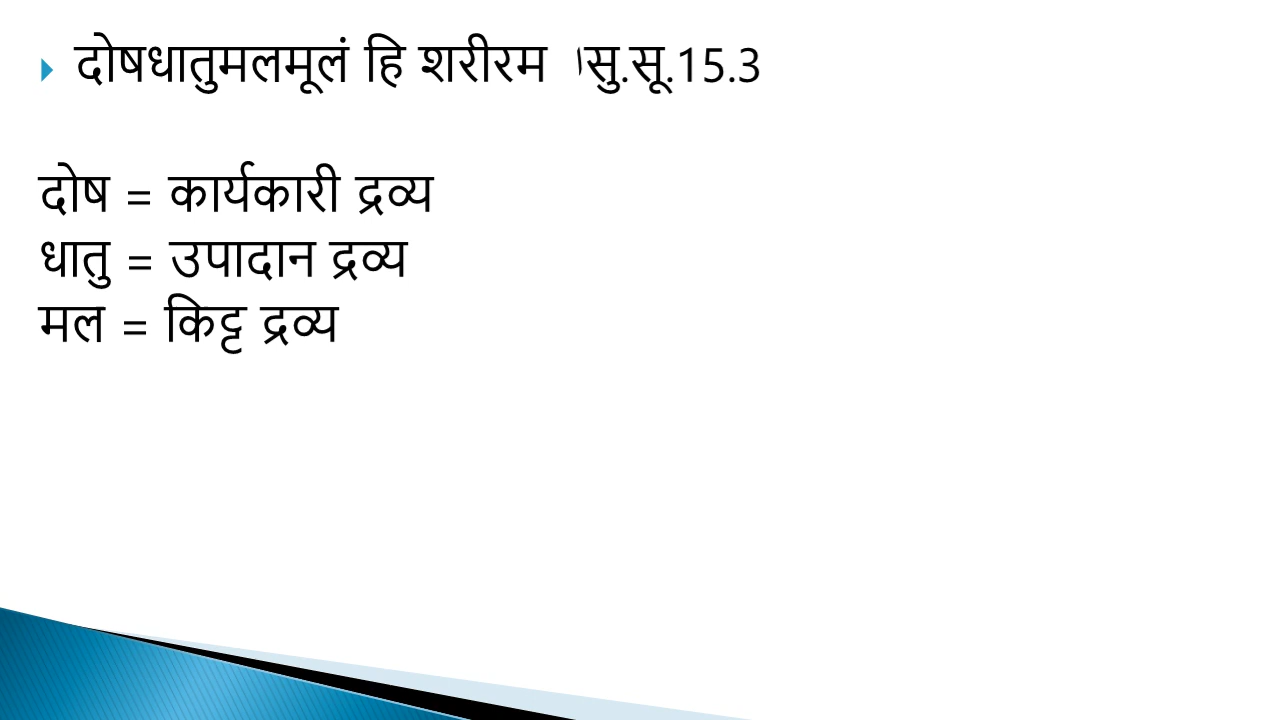 दोषधातुमलमूलं हि शरीरम ।सु.सू.15.3
दोष = कार्यकारी द्रव्य
धातु = उपादान द्रव्य
मल = किट्ट द्रव्य